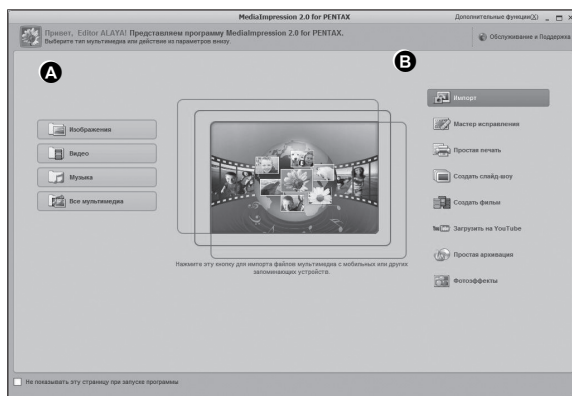 MediaImpression 2.0 for PENTAX
Дополнительные функции(X)
Привет, Editor ALAYA! Представляем программу MediaImpression 2.0 for PENTAX.
Выберите тип мультимедиа или действие из параметров внизу.
Обслуживание и Поддержка
A
B
Изображения
Видео
Музыка
Все мультимедиа
Нажмите эту кнопку для импорта файлов мультимедиа с мобильных или других
запоминающих устройств.
Импорт
Мастер исправления
Простая печать
Создать слайд-шоу
Создать фильм
Загрузить на YouTube
Простая архивация
Фотоэффекты
Не показывать эту страницу при запуске программы